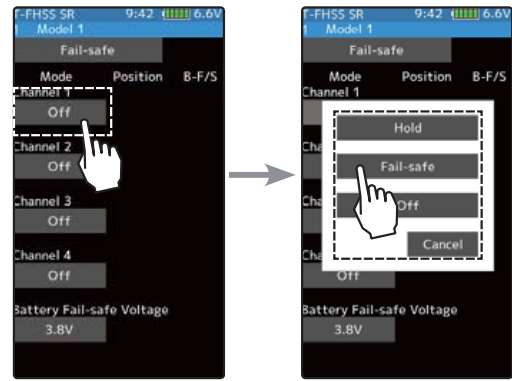 T-FHSS SR 9:42 6.6V
1 Model 1
Fail-safe
Mode Position B-F/S
Channel 1
Off
Channel 2
Off
Channel 3
Off
Channel 4
Off
Battery Fail-safe Voltage
3.8V
T-FHSS SR 9:42 6.6V
1 Model 1
Fail-safe
Mode Position B-F/S
Channel 1
Hold
Cha
Fail-safe
Cha
Off
Cha
Cancel
Off
Battery Fail-safe Voltage
3.8V